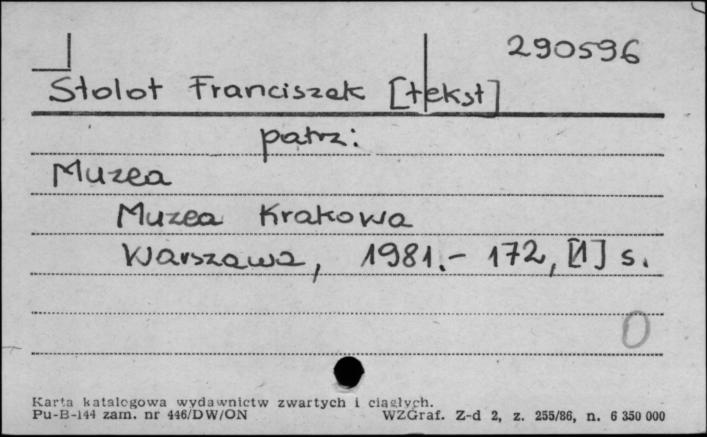 290596
Stolot Franciszek [tekst]
patrz:
Muzea
Muzea Krakowa
Warszawa, 1981.- 172, [1] s.
0
Karta katalogowa wydawnictw zwartych i ciągłych.
Pu-B-144 zam. nr 446/DW/ON WZGraf. Z-d 2, z. 255/86, n. 6 350 000